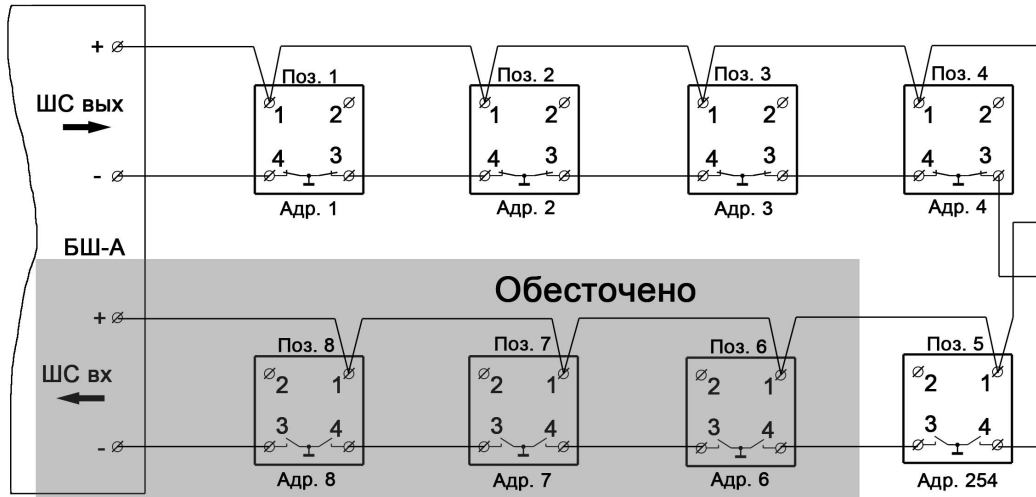 Поз. 1 Поз. 2 Поз. 3 Поз. 4
+
1 2 1 2 1 2 1 2
ШС вых
4 3 4 3 4 3 4 3
-
Адр. 1 Адр. 2 Адр. 3 Адр. 4
БШ-А
Обесточено
+
Поз. 8 Поз. 7 Поз. 6 Поз. 5
ШС вх
2 1 2 1 2 1 2 1
3 4 3 4 3 4 3 4
-
Адр. 8 Адр. 7 Адр. 6 Адр. 254